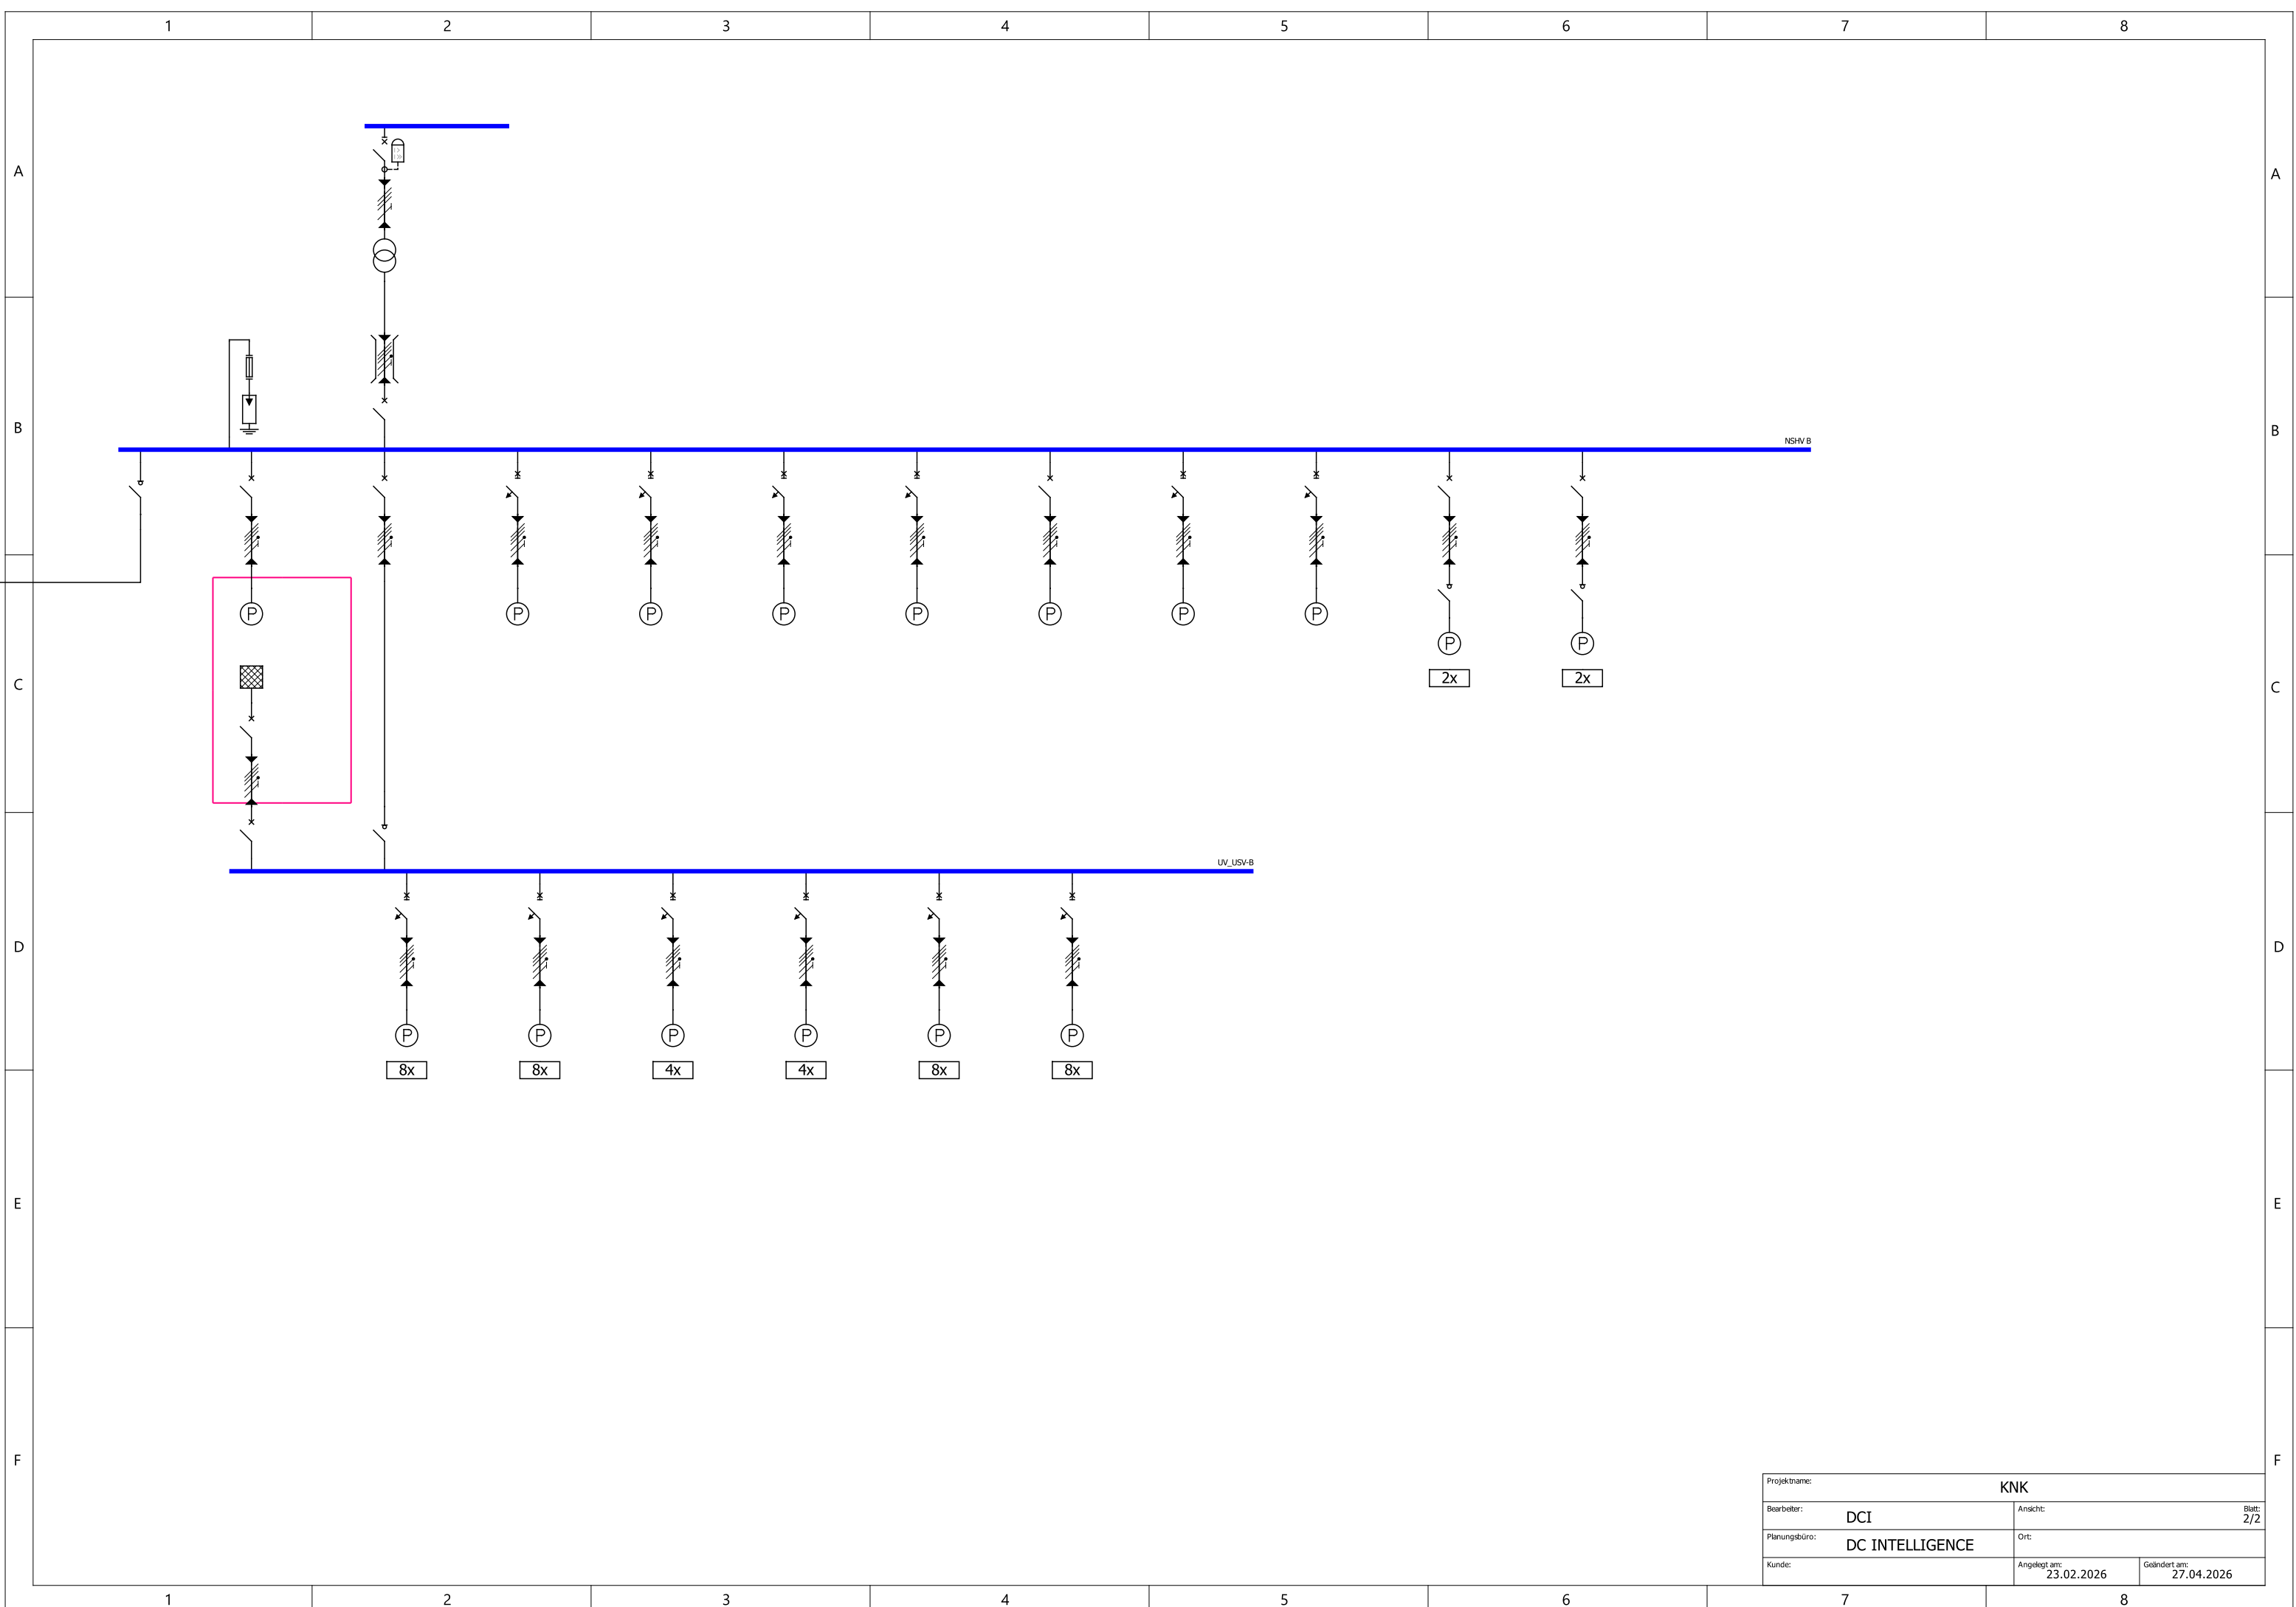 1 2 3 4 5 6 7 8
A A
B B
NSHV B
P P P P P P P P
P P
C C
2x 2x
UV_USV-B
D D
P P P P P P
8x 8x 4x 4x 8x 8x
E E
F F
Projektname:
KNK
Bearbeiter: DCI Ansicht: Blatt: 2/2
Planungsbüro: DC INTELLIGENCE Ort:
Kunde: Angelegt am: 23.02.2026 Geändert am: 27.04.2026
1 2 3 4 5 6 7 8